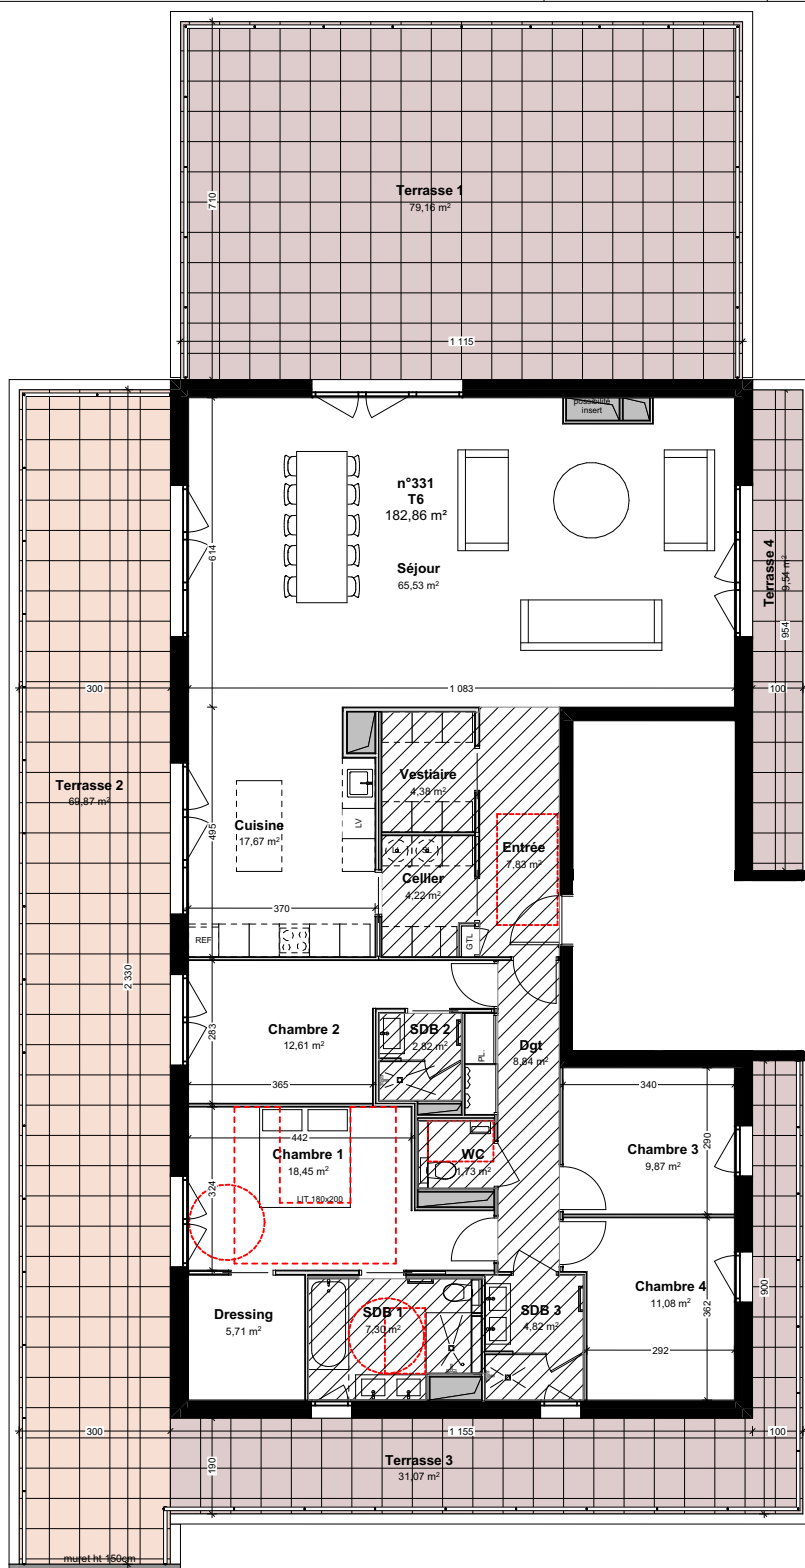 710
Terrasse 1
79,16 m²
1 115
possibilité
insert
n°331
T6
182,86 m²
614
Séjour
65,53 m²
Terrasse 4
9,54 m²
954
300
1 083
100
Vestiaire
4,38 m²
Terrasse 2
69,87 m²
Cuisine
17,67 m²
LV
495
Entrée
7,83 m²
Cellier
4,22 m²
370
REF
GTL
2 330
283
Chambre 2
12,61 m²
SDB 2
2,82 m²
PL.
Dgt
8,84 m²
365
340
442
Chambre 1
18,45 m²
WC
1,73 m²
Chambre 3
9,87 m²
290
324
LIT 180x200
Dressing
5,71 m²
SDB 1
7,30 m²
SDB 3
4,82 m²
Chambre 4
11,08 m²
362
900
292
300
1 155
100
190
Terrasse 3
31,07 m²
muret ht 150cm